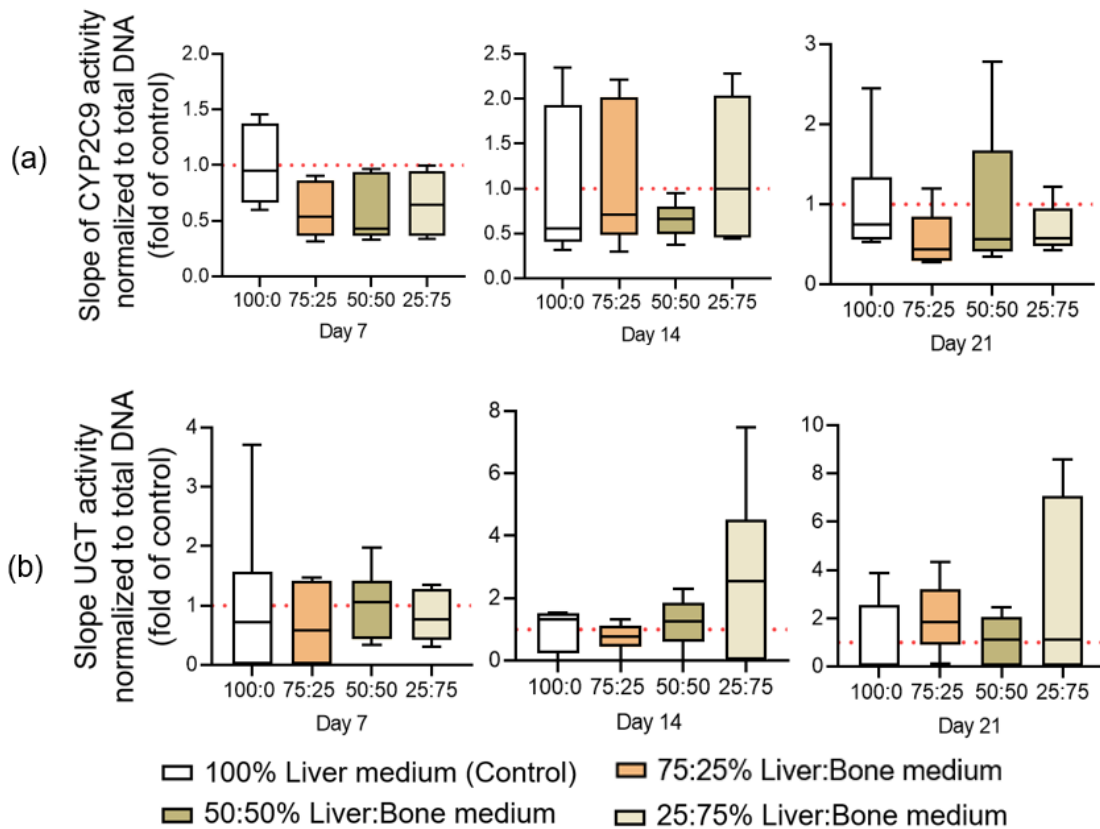 (a)
Slope of CYP2C9 activity
normalized to total DNA
(fold of control)
2.0
1.5
1.0
0.5
0.0
100:0 75:25 50:50 25:75
Day 7
2.5
2.0
1.5
1.0
0.5
0.0
100:0 75:25 50:50 25:75
Day 14
3
2
1
0
100:0 75:25 50:50 25:75
Day 21
(b)
Slope UGT activity
normalized to total DNA
(fold of control)
4
3
2
1
0
100:0 75:25 50:50 25:75
Day 7
8
6
4
2
0
100:0 75:25 50:50 25:75
Day 14
10
8
6
4
2
0
100:0 75:25 50:50 25:75
Day 21
100% Liver medium (Control)
75:25% Liver:Bone medium
50:50% Liver:Bone medium
25:75% Liver:Bone medium